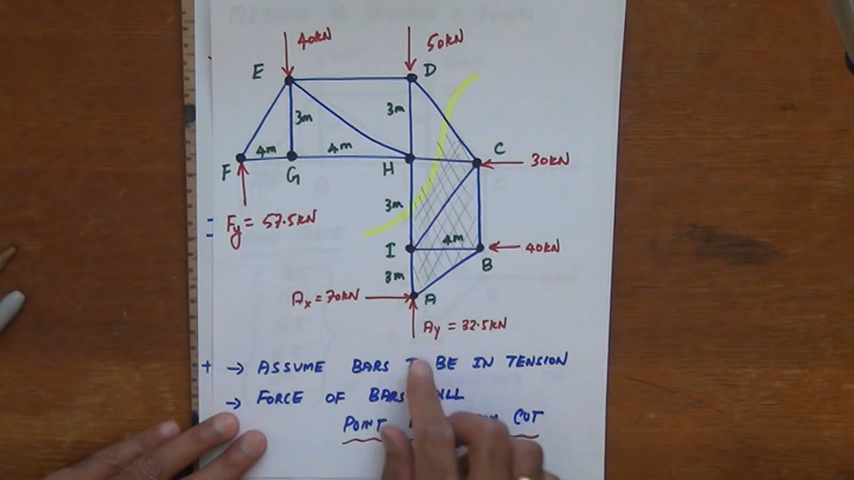 40kN
50kN
E
D
3m
3m
4m
4m
C
F
G
H
30kN
3m
Fy = 57.5kN
I
4m
40kN
B
3m
Ax = 70kN
A
Ay = 32.5kN
+ → ASSUME BARS BE IN TENSION
→ FORCE OF
POINT CUT